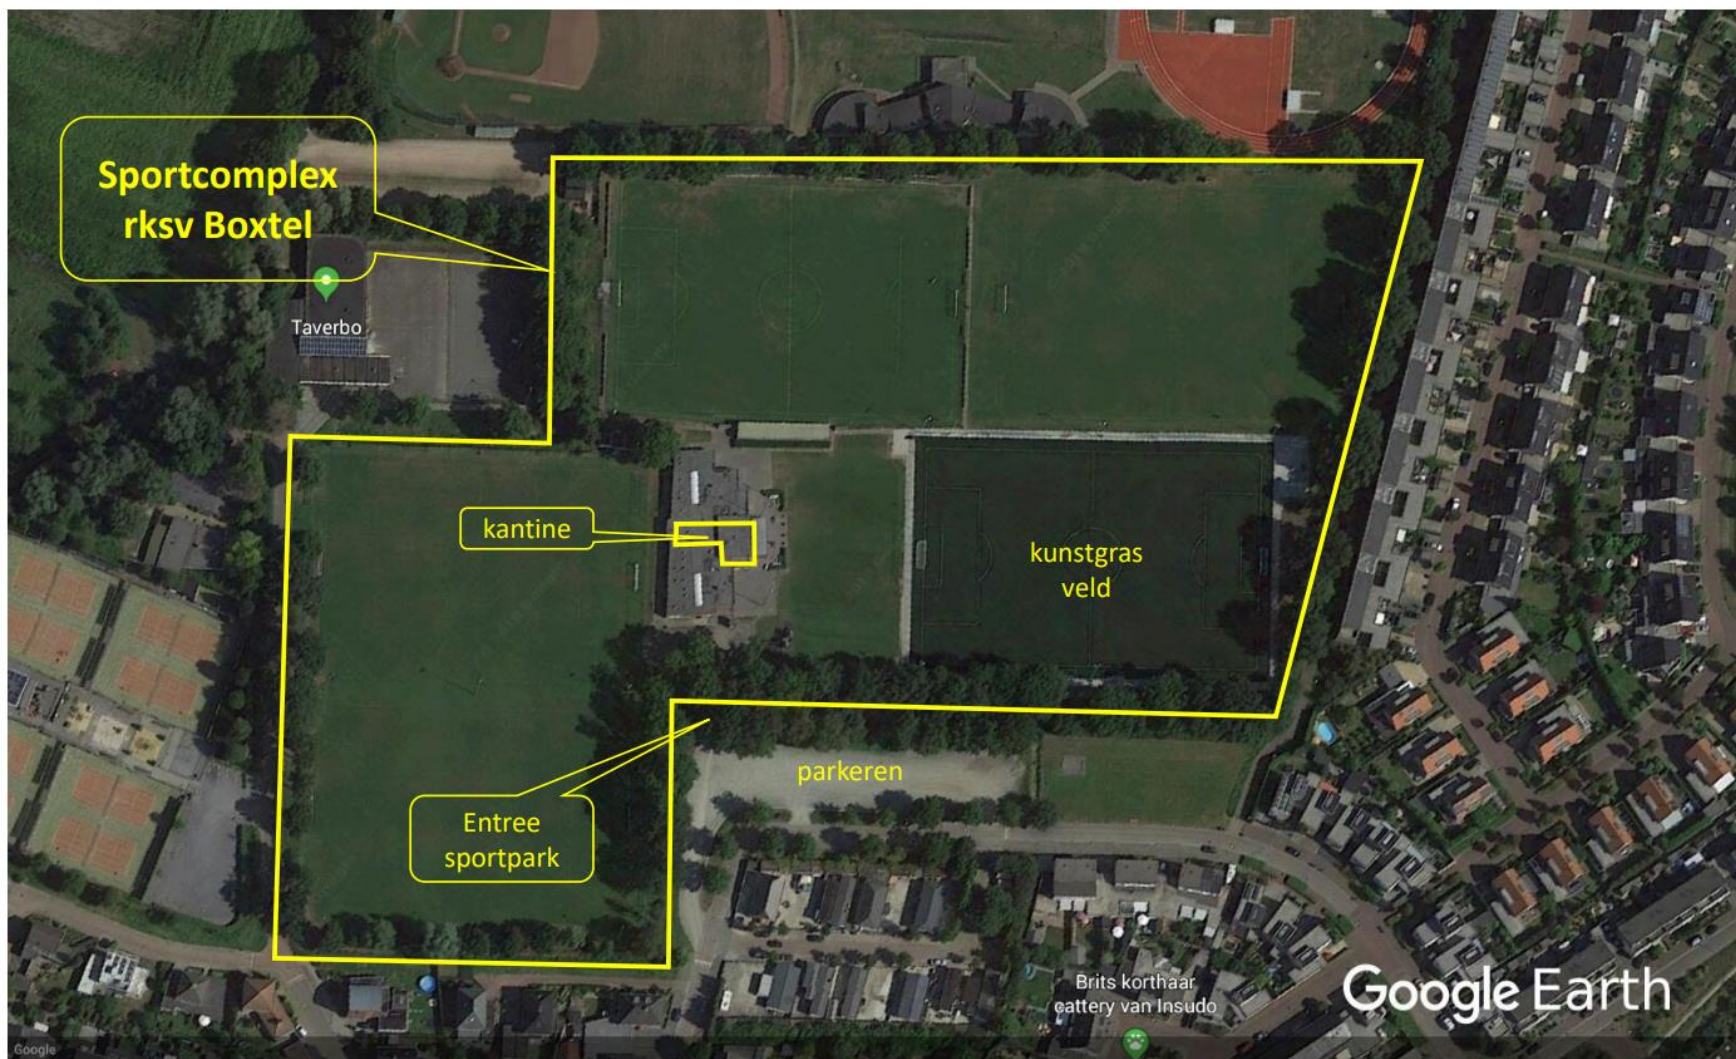 Sportcomplex
rksv Boxtel
Taverbo
kantine
kunstgras
veld
parkeren
Entree
sportpark
Brits korthaar
cattery van Insudo
Google Earth
Google